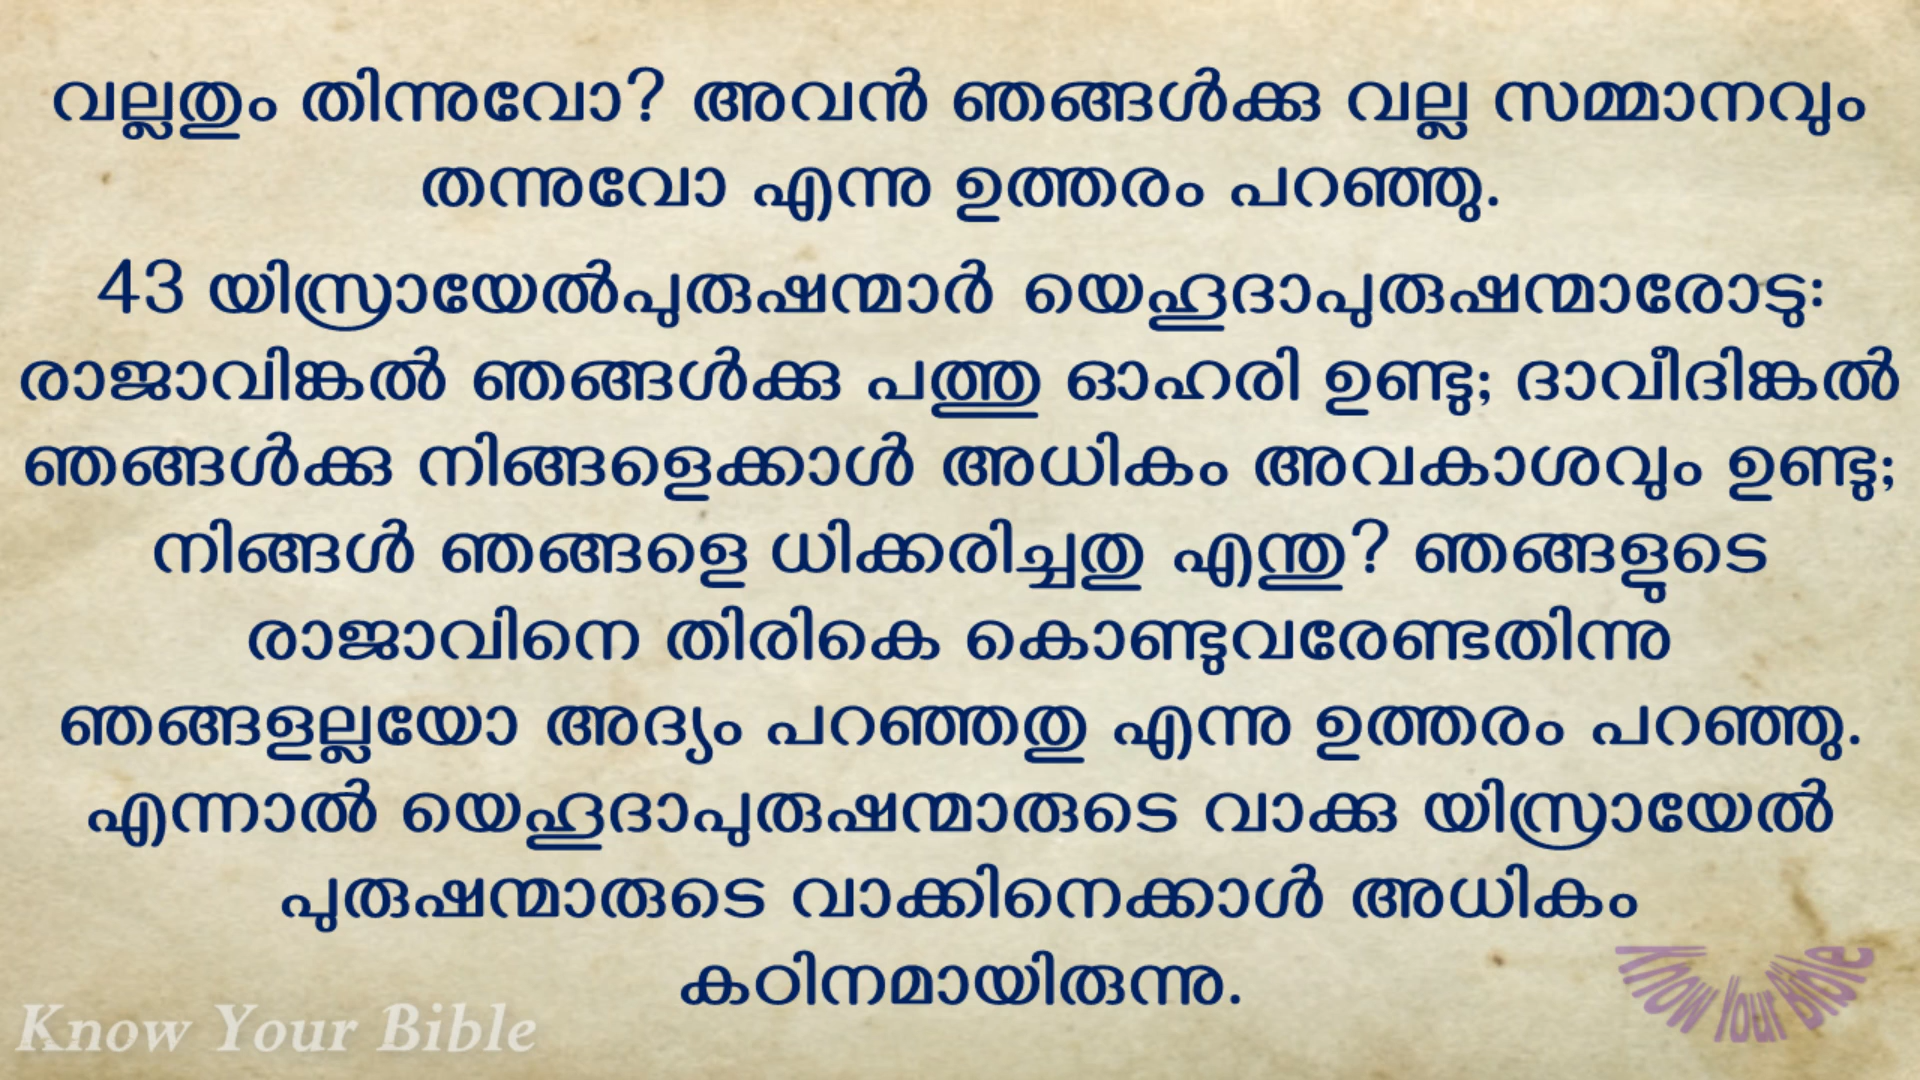 വല്ലതും തിന്നുവോ? അവൻ ഞങ്ങൾക്കു വല്ല സമ്മാനവും
തന്നുവോ എന്നു ഉത്തരം പറഞ്ഞു.
43 യിസ്രായേൽപുരുഷന്മാർ യെഹൂദാപുരുഷന്മാരോടു:
രാജാവിങ്കൽ ഞങ്ങൾക്കു പത്തു ഓഹരി ഉണ്ടു; ദാവീദിങ്കൽ
ഞങ്ങൾക്കു നിങ്ങളെക്കാൾ അധികം അവകാശവും ഉണ്ടു;
നിങ്ങൾ ഞങ്ങളെ ധിക്കരിച്ചതു എന്തു? ഞങ്ങളുടെ
രാജാവിനെ തിരികെ കൊണ്ടുവരേണ്ടതിന്നു
ഞങ്ങളല്ലയോ അദ്യം പറഞ്ഞതു എന്നു ഉത്തരം പറഞ്ഞു.
എന്നാൽ യെഹൂദാപുരുഷന്മാരുടെ വാക്കു യിസ്രായേൽ
പുരുഷന്മാരുടെ വാക്കിനെക്കാൾ അധികം
കഠിനമായിരുന്നു.
Know Your Bible
Know Your Bible